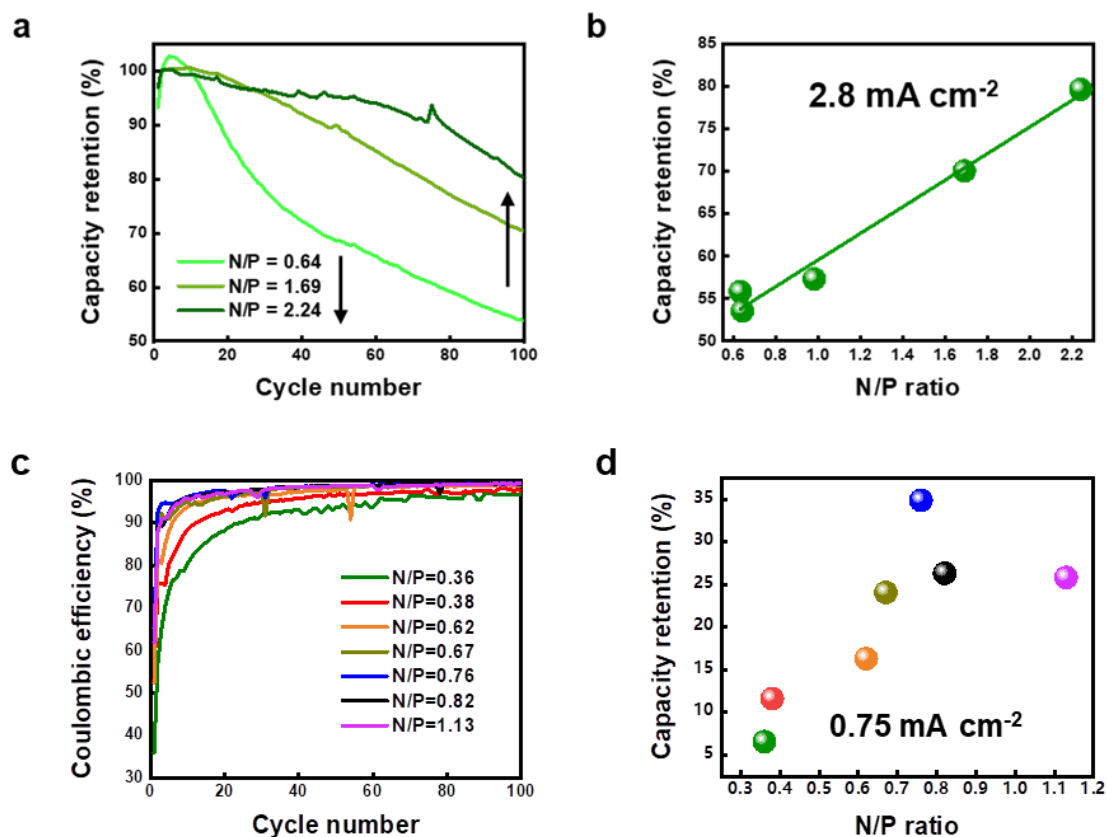 a
Capacity retention (%)
100
90
80
70
60
50
0
20
40
60
80
100
N/P = 0.64
N/P = 1.69
N/P = 2.24
Cycle number
b
Capacity retention (%)
85
80
75
70
65
60
55
50
0.6
0.8
1.0
1.2
1.4
1.6
1.8
2.0
2.2
2.8 mA cm-2
N/P ratio
c
Coulombic efficiency (%)
100
90
80
70
60
50
40
30
0
20
40
60
80
100
N/P=0.36
N/P=0.38
N/P=0.62
N/P=0.67
N/P=0.76
N/P=0.82
N/P=1.13
Cycle number
d
Capacity retention (%)
35
30
25
20
15
10
5
0.3
0.4
0.5
0.6
0.7
0.8
0.9
1.0
1.1
1.2
0.75 mA cm-2
N/P ratio